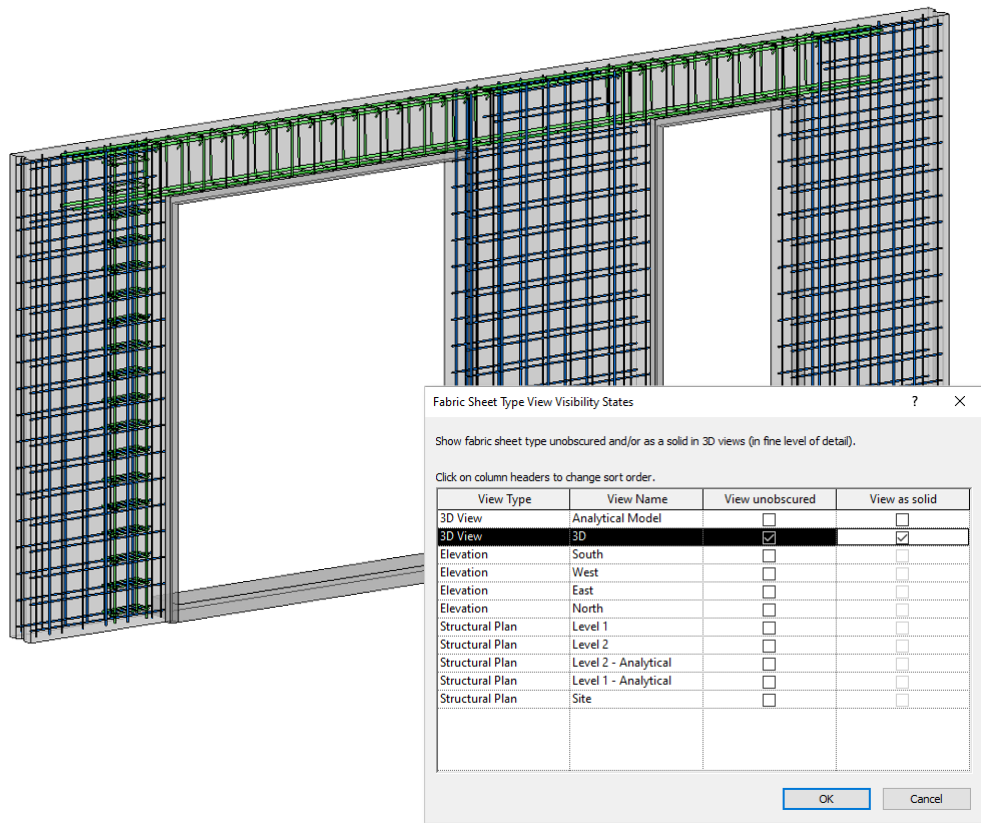 Fabric Sheet Type View Visibility States
Show fabric sheet type unobscured and/or as a solid in 3D views (in fine level of detail).
Click on column headers to change sort order.
View Type View Name View unobscured View as solid
3D View Analytical Model
3D View 3D
Elevation South
Elevation West
Elevation East
Elevation North
Structural Plan Level 1
Structural Plan Level 2
Structural Plan Level 2 - Analytical
Structural Plan Level 1 - Analytical
Structural Plan Site
OK Cancel